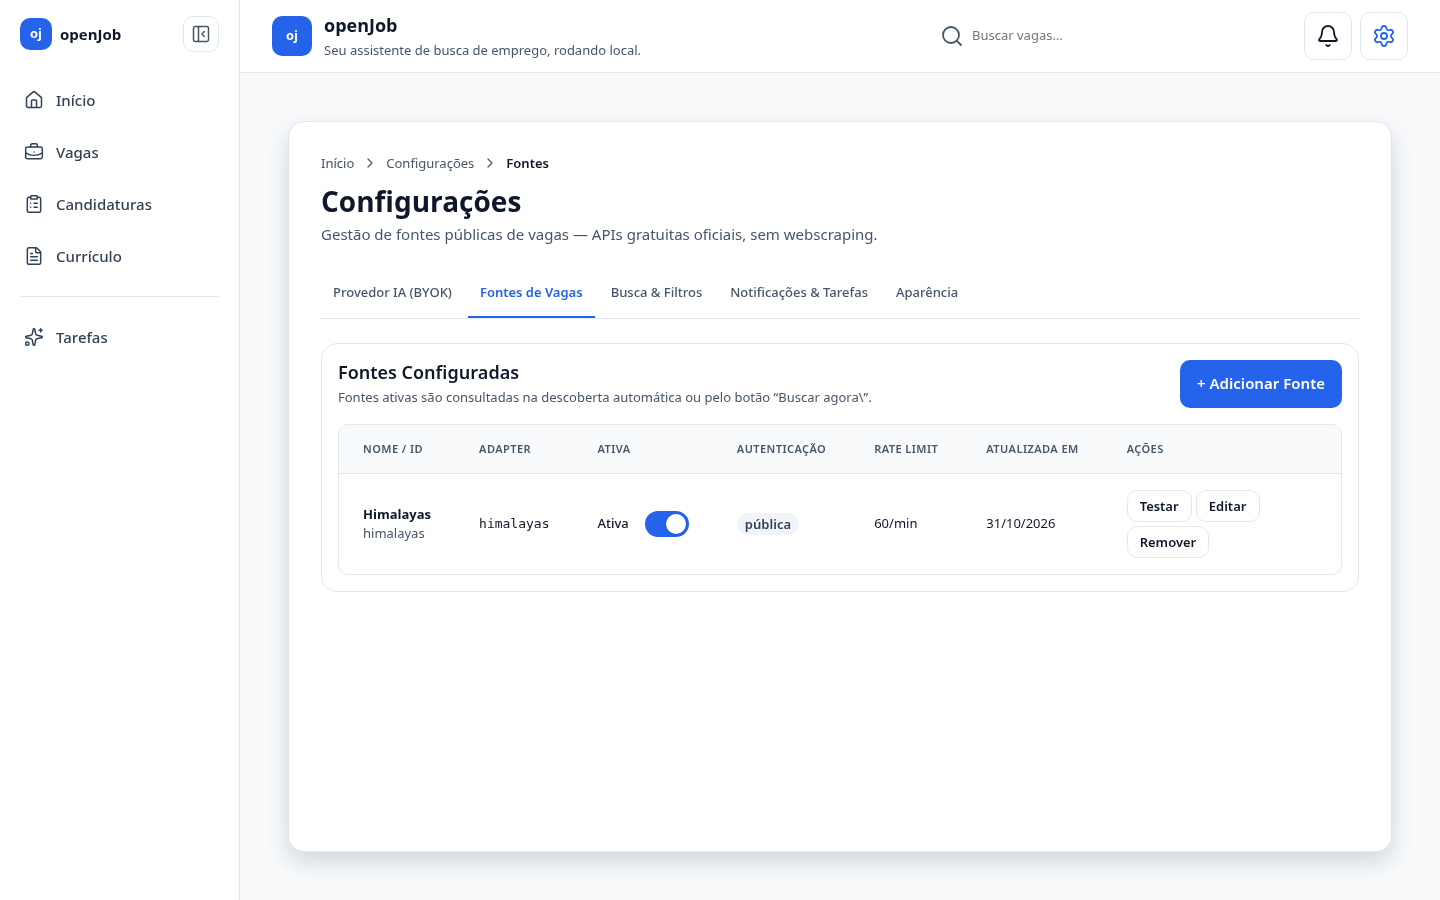 oj openJob
Início
Vagas
Candidaturas
Currículo
Tarefas
oj openJob
Seu assistente de busca de emprego, rodando local.
Buscar vagas...
Início > Configurações > Fontes
Configurações
Gestão de fontes públicas de vagas — APIs gratuitas oficiais, sem webscraping.
Provedor IA (BYOK) Fontes de Vagas Busca & Filtros Notificações & Tarefas Aparência
Fontes Configuradas
Fontes ativas são consultadas na descoberta automática ou pelo botão “Buscar agora\”.
+ Adicionar Fonte
NOME / ID ADAPTER ATIVA AUTENTICAÇÃO RATE LIMIT ATUALIZADA EM AÇÕES
Himalayas
himalayas
himalayas Ativa pública 60/min 31/10/2026
Testar Editar
Remover